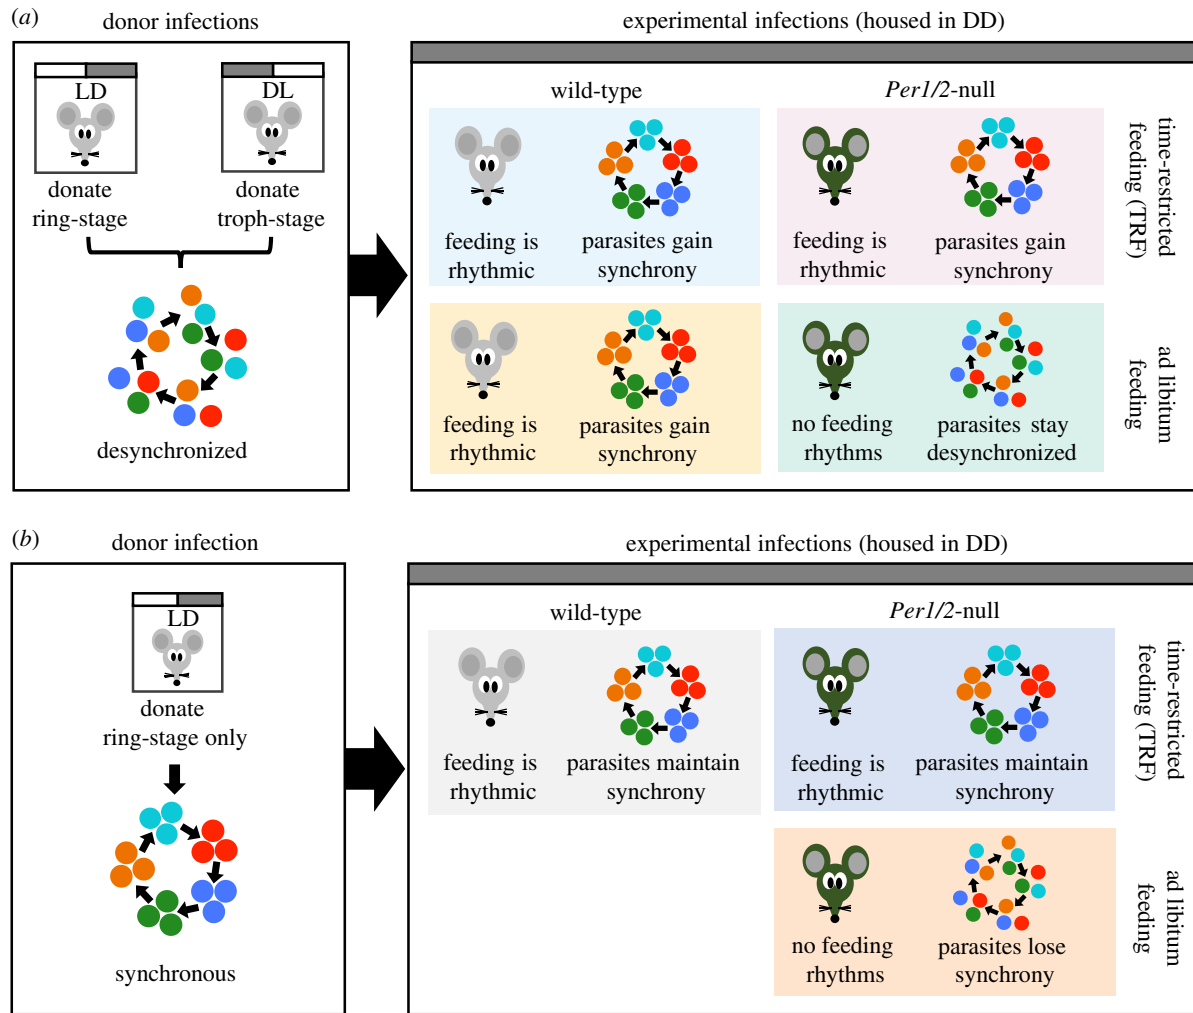 (a)
donor infections
experimental infections (housed in DD)
LD
DL
donate
ring-stage
donate
troph-stage
desynchronized
wild-type
Per1/2-null
feeding is
rhythmic
parasites gain
synchrony
feeding is
rhythmic
parasites gain
synchrony
time-restricted
feeding (TRF)
feeding is
rhythmic
parasites gain
synchrony
no feeding
rhythms
parasites stay
desynchronized
ad libitum
feeding
(b)
donor infection
experimental infections (housed in DD)
LD
donate
ring-stage only
synchronous
wild-type
Per1/2-null
feeding is
rhythmic
parasites maintain
synchrony
feeding is
rhythmic
parasites maintain
synchrony
time-restricted
feeding (TRF)
no feeding
rhythms
parasites lose
synchrony
ad libitum
feeding